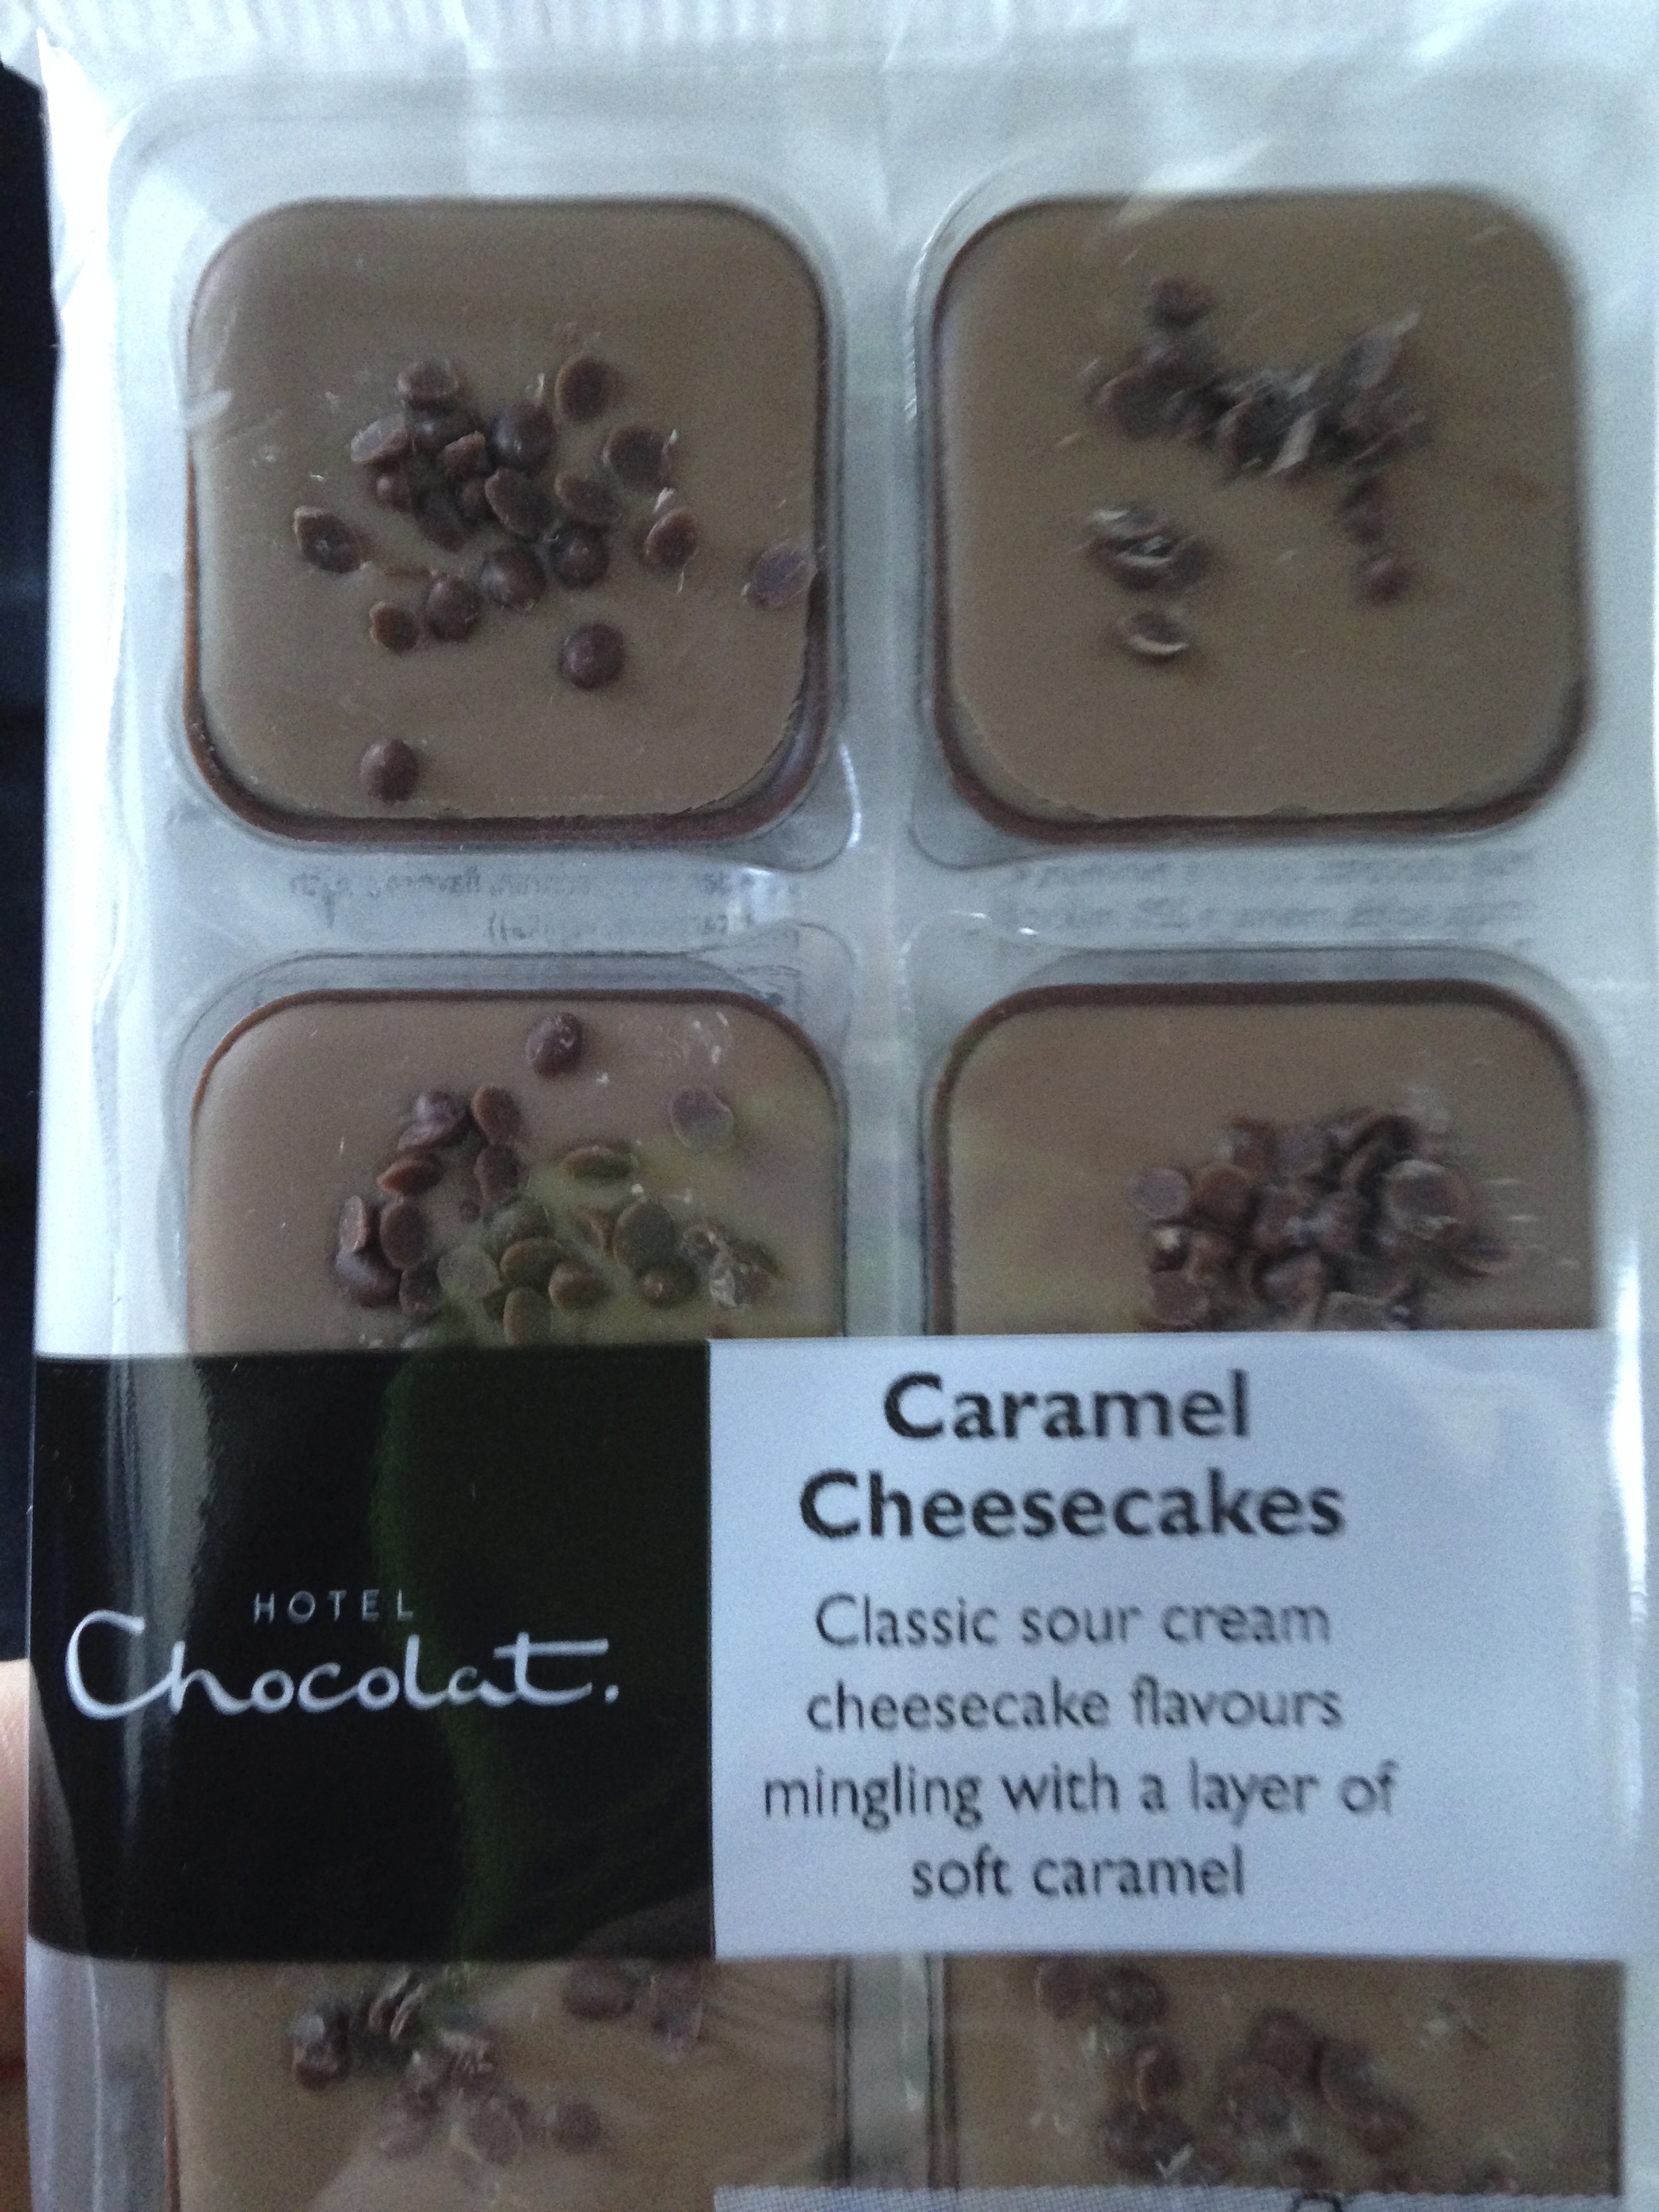 HOTEL
Chocolat.
Caramel
Cheesecakes
Classic sour cream
cheesecake flavours
mingling with a layer of
soft caramel